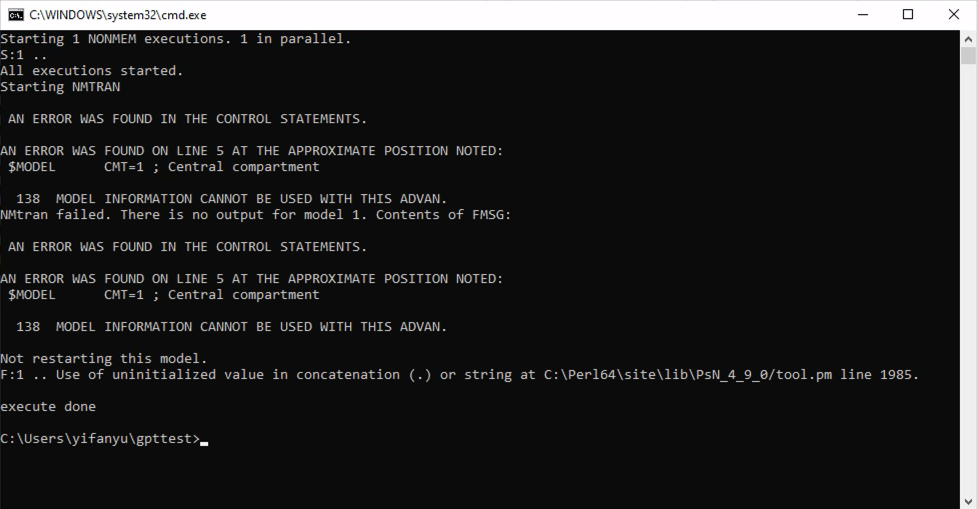 C:\WINDOWS\system32\cmd.exe
Starting 1 NONMEM executions. 1 in parallel.
S:1 ..
All executions started.
Starting NMTRAN
AN ERROR WAS FOUND IN THE CONTROL STATEMENTS.
AN ERROR WAS FOUND ON LINE 5 AT THE APPROXIMATE POSITION NOTED:
$MODEL      CMT=1 ; Central compartment
138  MODEL INFORMATION CANNOT BE USED WITH THIS ADVAN.
NMtran failed. There is no output for model 1. Contents of FMSG:
AN ERROR WAS FOUND IN THE CONTROL STATEMENTS.
AN ERROR WAS FOUND ON LINE 5 AT THE APPROXIMATE POSITION NOTED:
$MODEL      CMT=1 ; Central compartment
138  MODEL INFORMATION CANNOT BE USED WITH THIS ADVAN.
Not restarting this model.
F:1 .. Use of uninitialized value in concatenation (.) or string at C:\Perl64\site\lib\PsN_4_9_0/tool.pm line 1985.
execute done
C:\Users\yifanyu\gpttest>